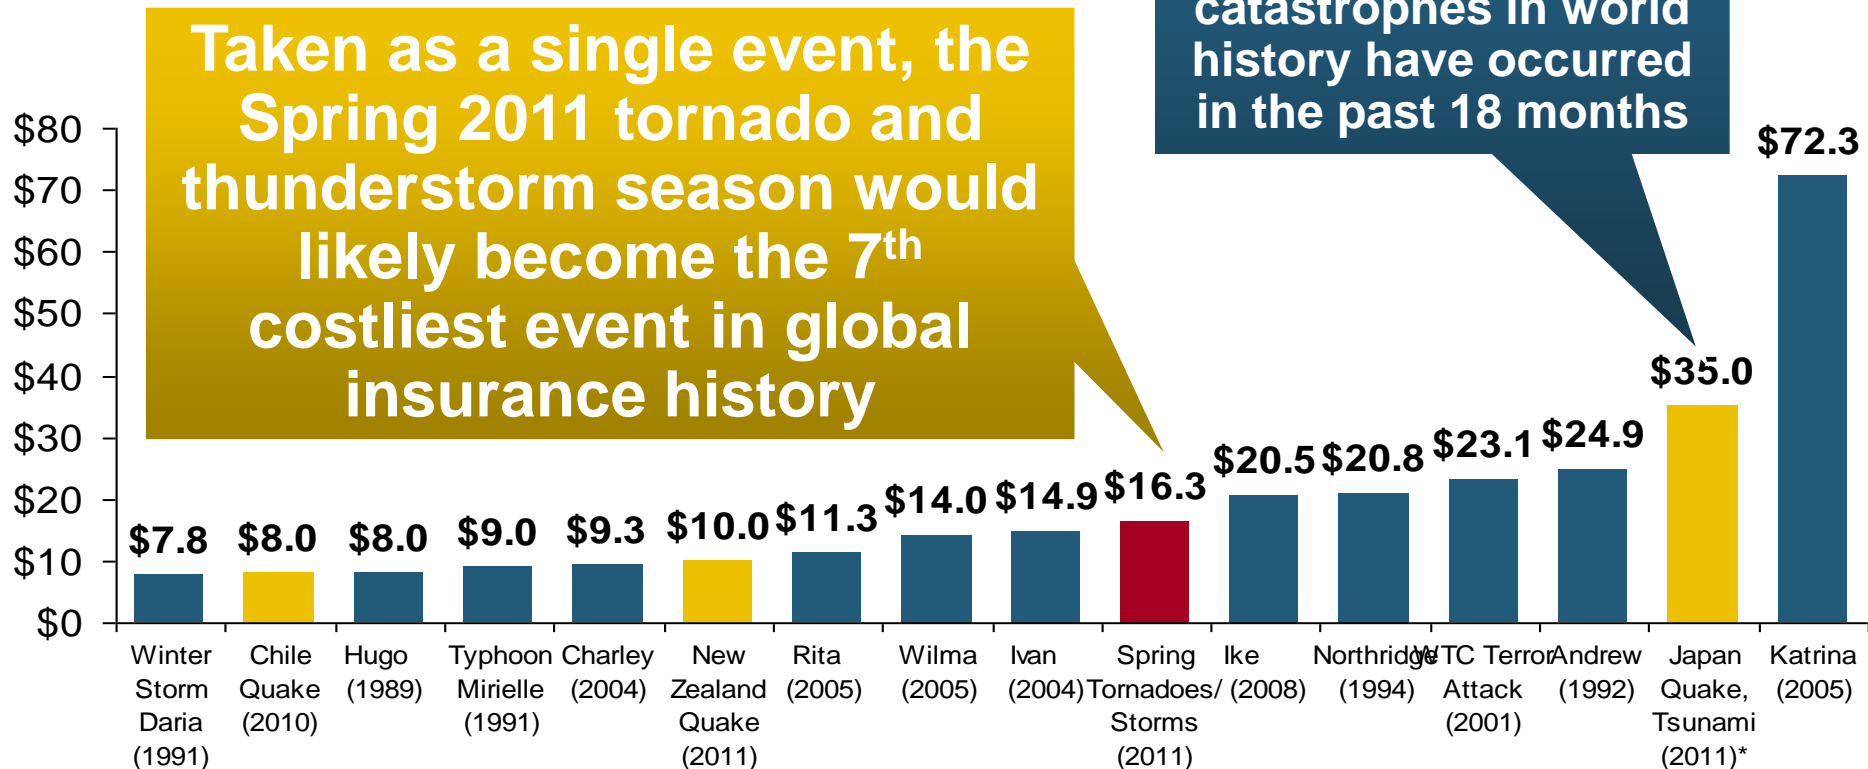 catastrophes in world
history have occurred
in the past 18 months
Taken as a single event, the
Spring 2011 tornado and
thunderstorm season would
likely become the 7th
costliest event in global
insurance history
$80
$70
$60
$50
$40
$30
$20
$10
$0
$7.8
$8.0
$8.0
$9.0
$9.3
$10.0
$11.3
$14.0
$14.9
$16.3
$20.5
$20.8
$23.1
$24.9
$35.0
$72.3
Winter
Storm
Daria
(1991)
Chile
Quake
(2010)
Hugo
(1989)
Typhoon
Mirielle
(1991)
Charley
(2004)
New
Zealand
Quake
(2011)
Rita
(2005)
Wilma
(2005)
Ivan
(2004)
Spring
Tornadoes/
Storms
(2011)
Ike
(2008)
Northridge
(1994)
WTC Terror
Attack
(2001)
Andrew
(1992)
Japan
Quake,
Tsunami
(2011)*
Katrina
(2005)